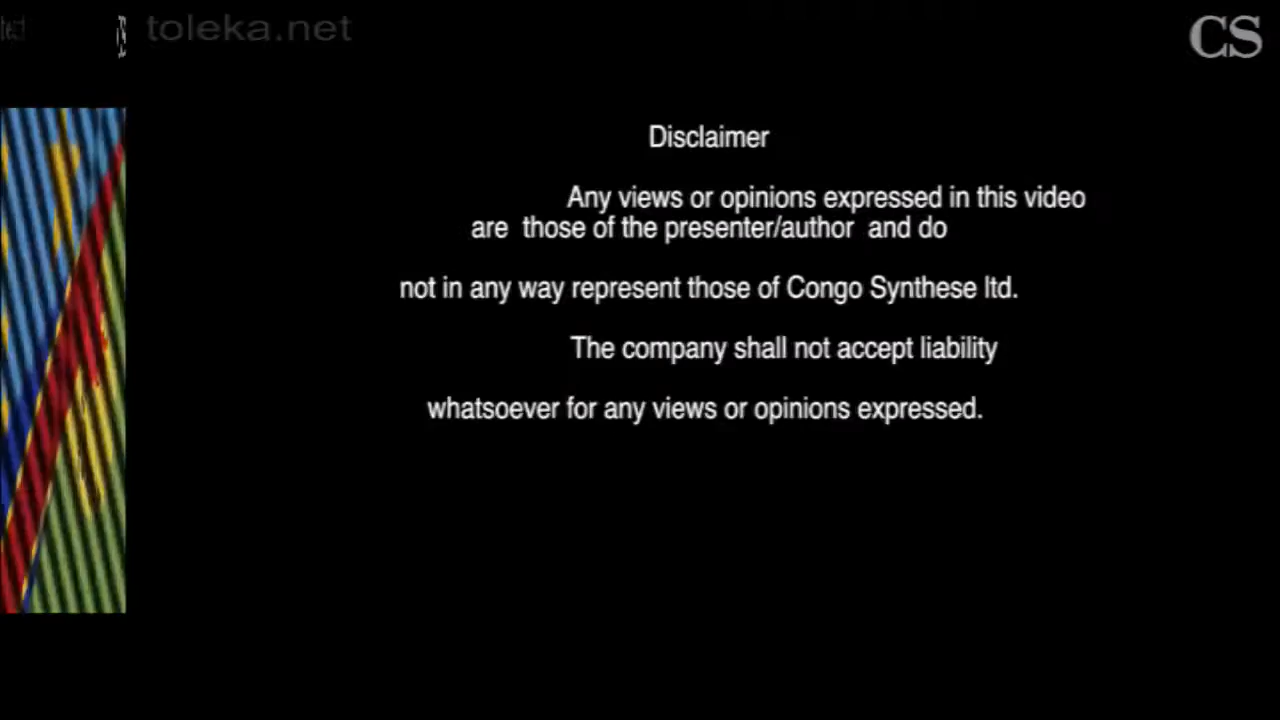 toleka.net
CS
Disclaimer
Any views or opinions expressed in this video
are those of the presenter/author and do
not in any way represent those of Congo Synthese ltd.
The company shall not accept liability
whatsoever for any views or opinions expressed.